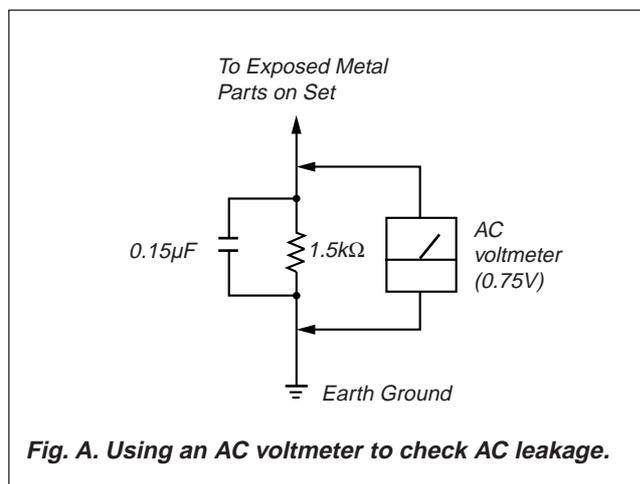 To Exposed Metal
Parts on Set
0.15µF
1.5kΩ
AC
voltmeter
(0.75V)
Earth Ground
Fig. A. Using an AC voltmeter to check AC leakage.